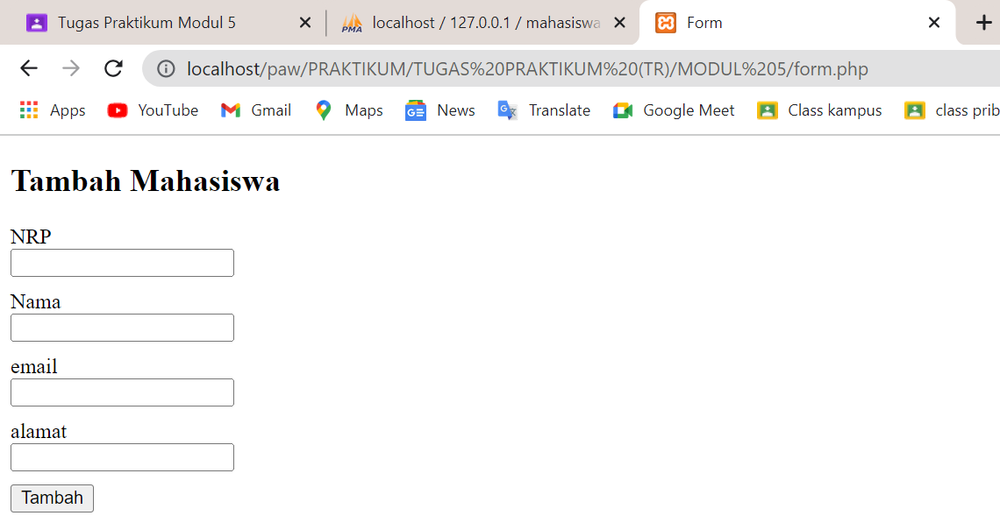 Tugas Praktikum Modul 5 PMA localhost / 127.0.0.1 / mahasiswa Form
localhost/paw/PRAKTIKUM/TUGAS%20PRAKTIKUM%20(TR)/MODUL%205/form.php
Apps YouTube Gmail Maps GE News G Translate Google Meet Class kampus class prib
Tambah Mahasiswa
NRP
Nama
email
alamat
Tambah